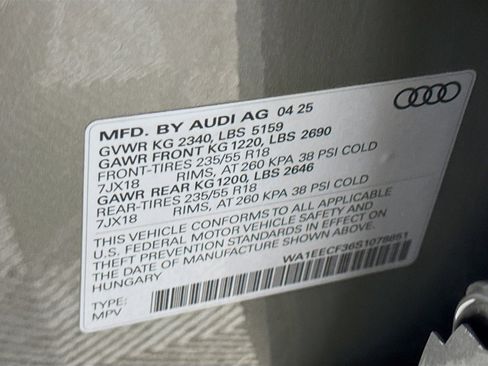 MFD. BY AUDI AG 04 25
GVWR KG 2340, LBS 5159
GAWR FRONT KG 1220, LBS 2690
FRONT-TIRES 235/55 R18
7JX18 RIMS, AT 260 KPA 38 PSI COLD
GAWR REAR KG 1200, LBS 2646
REAR-TIRES 235/55 R18
7JX18 RIMS, AT 260 KPA 38 PSI COLD
THIS VEHICLE CONFORMS TO ALL APPLICABLE
U.S. FEDERAL MOTOR VEHICLE SAFETY AND
THEFT PREVENTION STANDARDS IN EFFECT ON
THE DATE OF MANUFACTURE SHOWN ABOVE.
HUNGARY
WA1EECF36S1078851
TYPE:
MPV